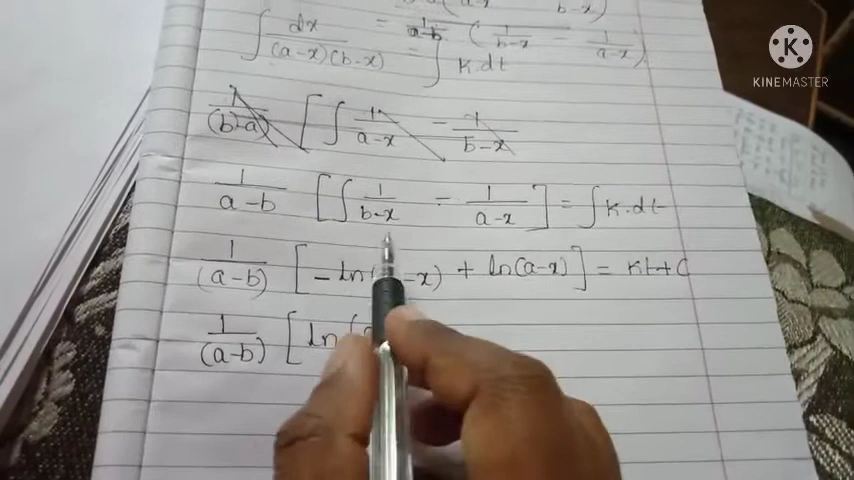 b-x)
∫ dx/(a-x)(b-x) = 1/a-b ( 1/b-x - 1/a-x )
= ∫ K.dt
K
KINEMASTER
1/(b-a) [ ∫ 1/a-x - 1/b-x
1/a-b [ ∫ 1/b-x - 1/a-x ] = ∫ K.dt
1/(a-b) [ -ln( -x) + ln(a-x) ] = Kt+C
1/(a-b) [ ln(